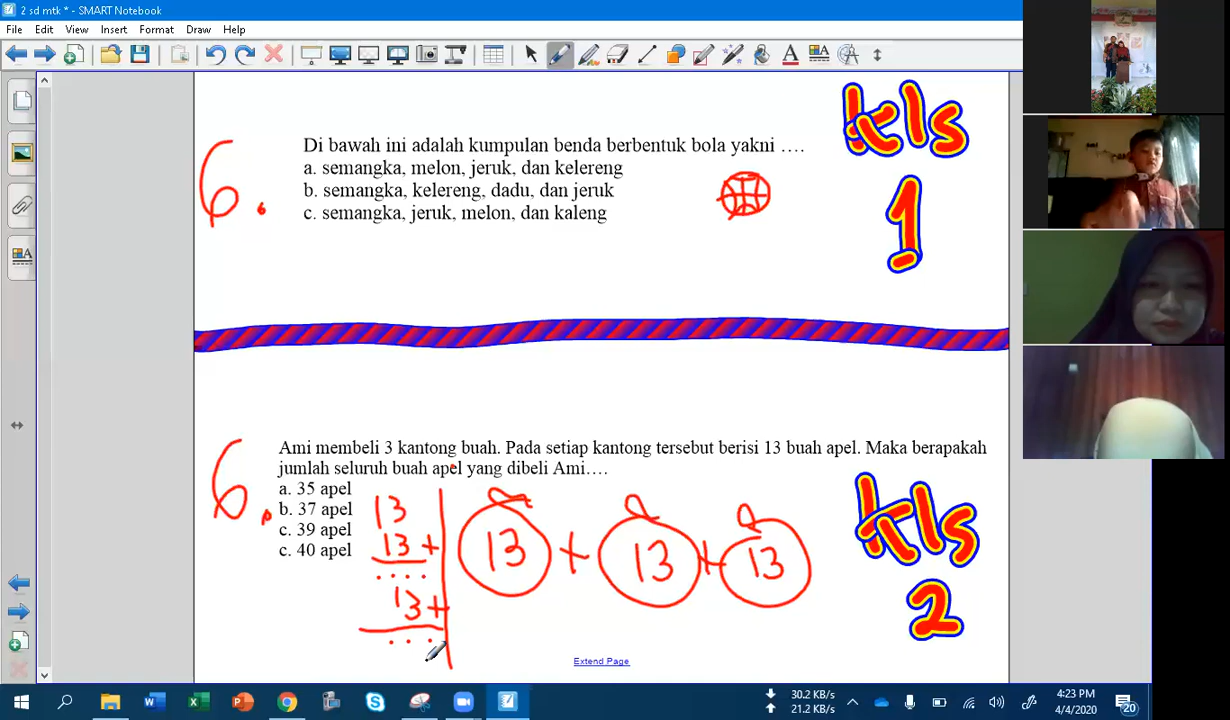 2 sd mtk * - SMART Notebook
File Edit View Insert Format Draw Help
kls
1
6.
Di bawah ini adalah kumpulan benda berbentuk bola yakni ….
a. semangka, melon, jeruk, dan kelereng
b. semangka, kelereng, dadu, dan jeruk
c. semangka, jeruk, melon, dan kaleng
6.
Ami membeli 3 kantong buah. Pada setiap kantong tersebut berisi 13 buah apel. Maka berapakah
jumlah seluruh buah apel yang dibeli Ami….
a. 35 apel
b. 37 apel
c. 39 apel
c. 40 apel
13
13 +
....
13 +
...
13 + 13 + 13
kls
2
Extend Page
30.2 KB/s
21.2 KB/s
4:23 PM
4/4/2020
20